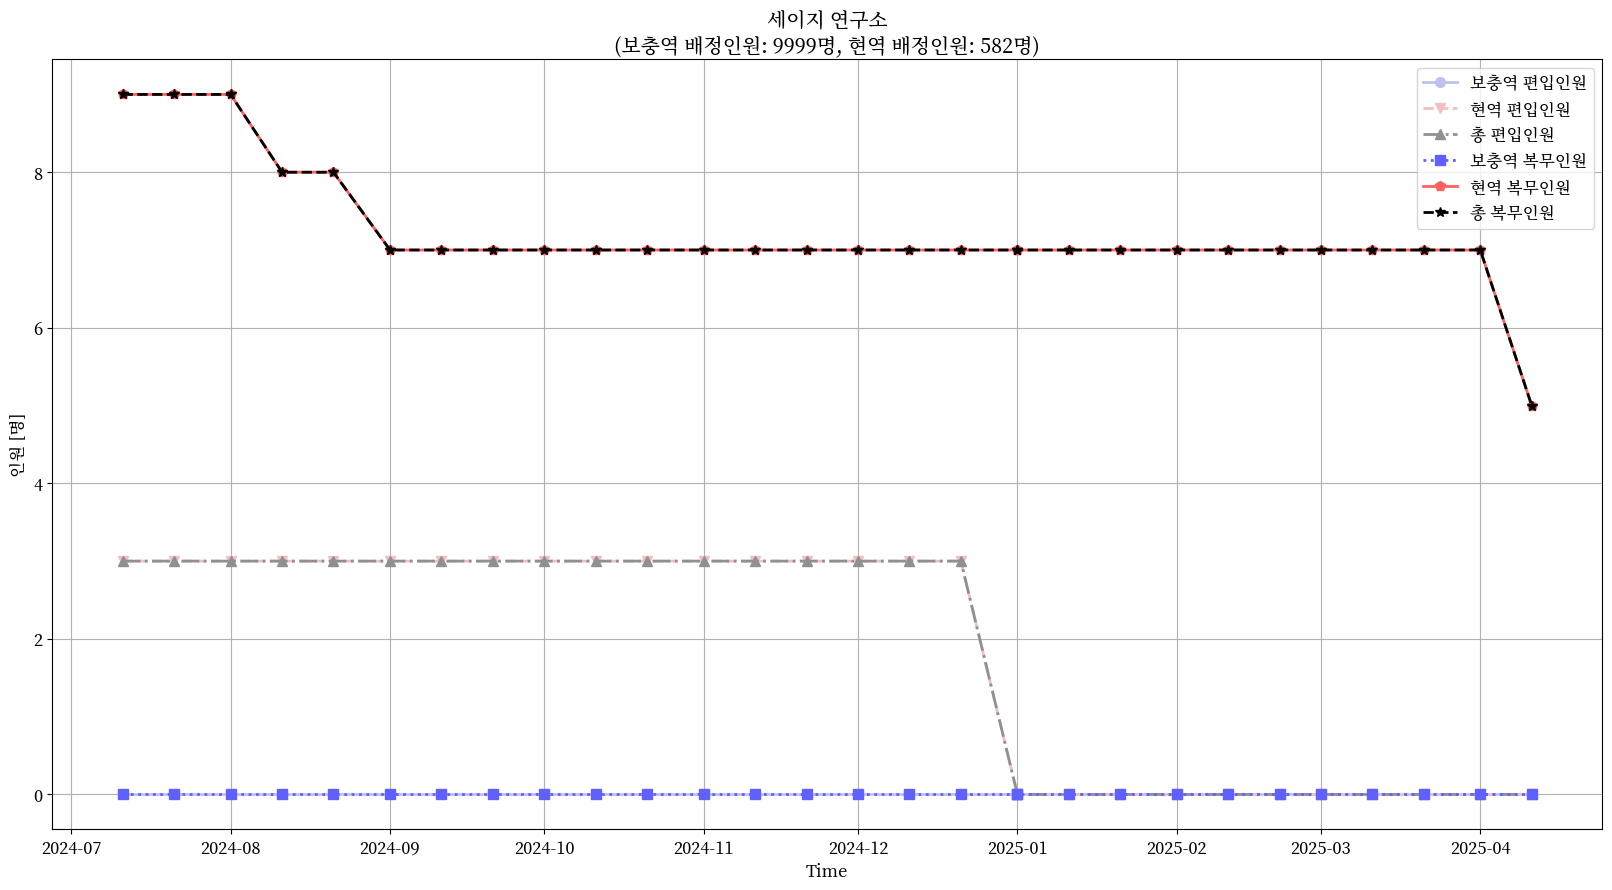 세이지 연구소
(보충역 배정인원: 9999명, 현역 배정인원: 582명)
보충역 편입인원
현역 편입인원
총 편입인원
보충역 복무인원
현역 복무인원
총 복무인원
인원 [명]
8
6
4
2
0
2024-07 2024-08 2024-09 2024-10 2024-11 2024-12 2025-01 2025-02 2025-03 2025-04
Time